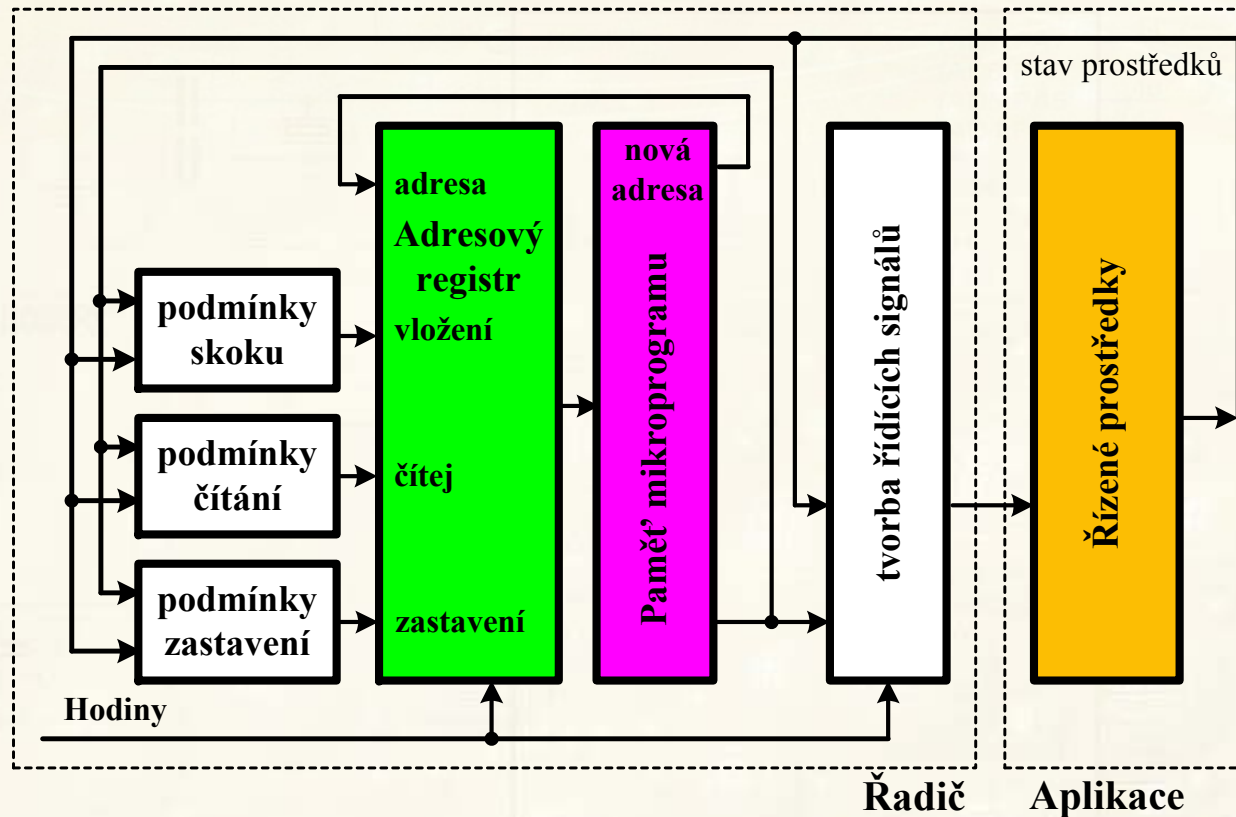 stav prostředků
nová
adresa
adresa
Adresový
registr
vložení
čítej
zastavení
podmínky
skoku
podmínky
čítání
podmínky
zastavení
Paměť mikroprogramu
tvorba řídících signálů
Řízené prostředky
Hodiny
Řadič
Aplikace